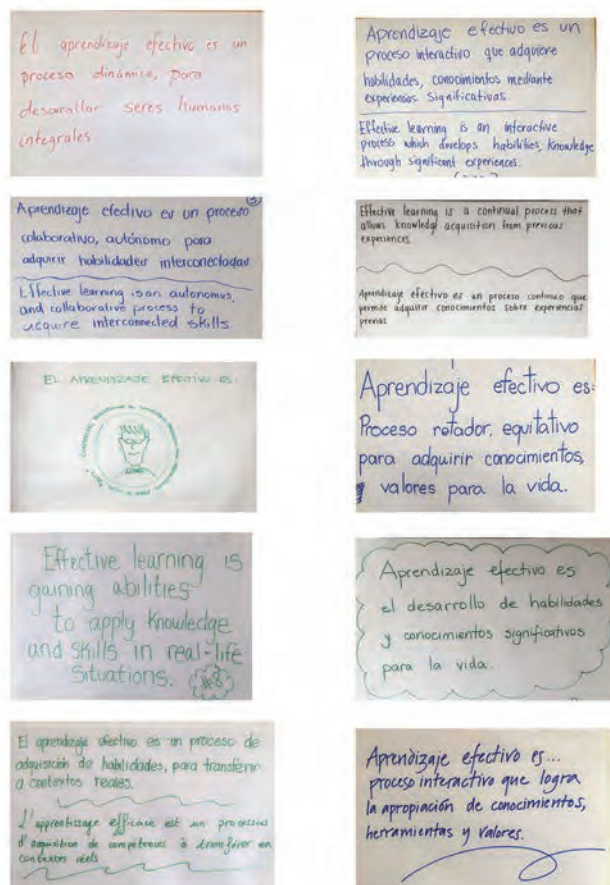 El aprendizaje efectivo es un
proceso dinámico, para
desarrollar seres humanos
integrales
Aprendizaje efectivo es un
proceso interactivo que adquiere
habilidades, conocimientos mediante
experiencias significativas.
Effective learning is an interactive
process which develops habilities, knowledge
through significant experiences.
Aprendizaje efectivo es un proceso
colaborativo, autónomo para
adquirir habilidades interconectadas
Effective learning is an autonomus,
and collaborative process to
acquire interconnected skills.
Effective learning is a continual process that
allows knowledge acquisition from previous
experiences.
Aprendizaje efectivo es un proceso continuo que
permite adquirir conocimientos sobre experiencias
previas.
EL APRENDIZAJE EFECTIVO ES:
Aprendizaje efectivo es:
Proceso retador, equitativo
para adquirir conocimientos,
y valores para la vida.
Effective learning is
gaining abilities
to apply knowledge
and skills in real-life
situations.
#8
Aprendizaje efectivo es
el desarrollo de habilidades
y conocimientos significativos
para la vida.
El aprendizaje efectivo es un proceso de
adquisición de habilidades, para transferir
a contextos reales.
L'apprentissage efficace est un processus
d'aquisition de compétences à transférer en
contextes réels.
Aprendizaje efectivo es...
proceso interactivo que logra
la apropiación de conocimientos,
herramientas y valores.